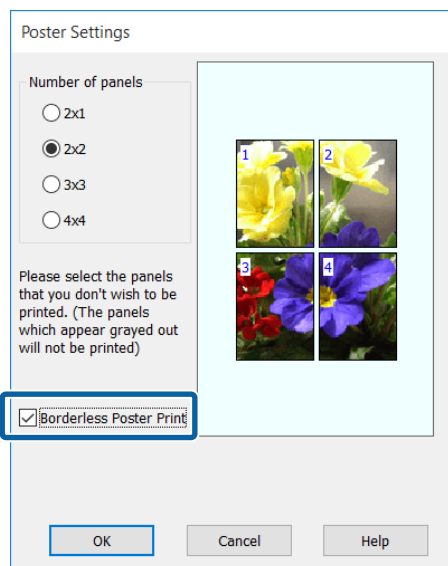 Poster Settings
Number of panels
2x1
2x2
3x3
4x4
1
2
3
4
Please select the panels
that you don't wish to be
printed. (The panels
which appear grayed out
will not be printed)
Borderless Poster Print
OK
Cancel
Help